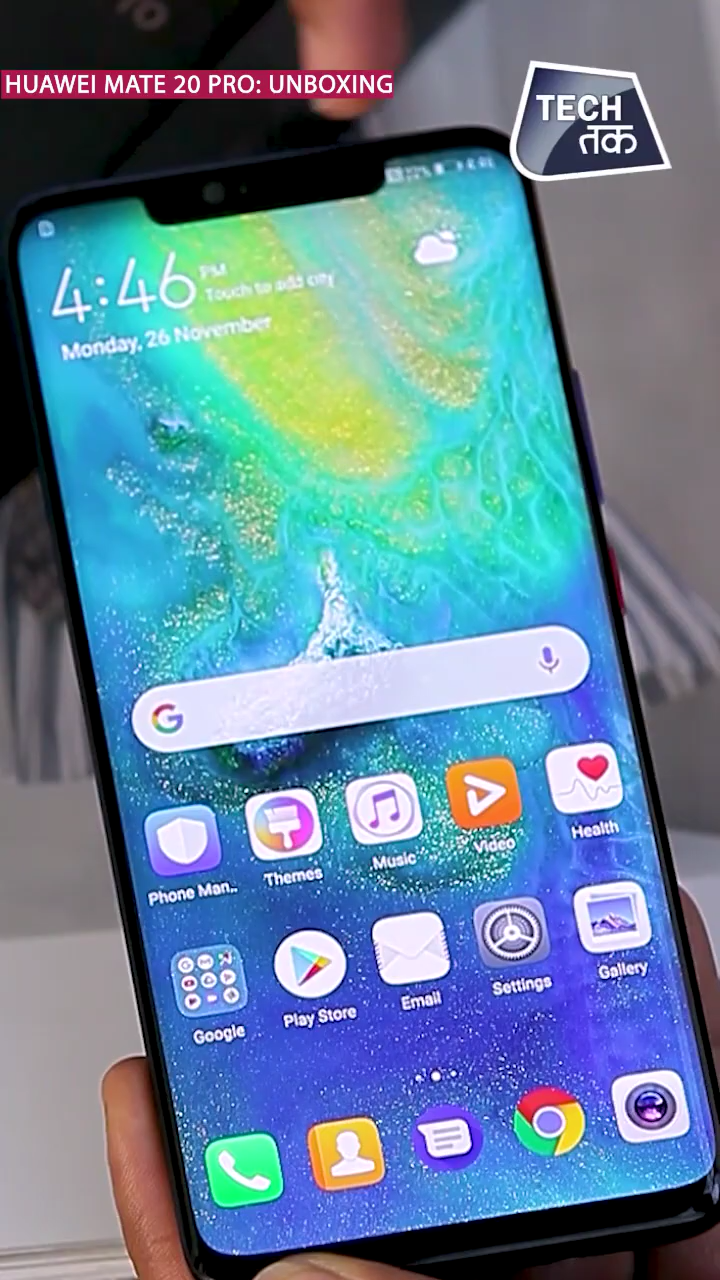 HUAWEI MATE 20 PRO: UNBOXING
TECH
तक
4:46 PM
Touch to add city
Monday, 26 November
Phone Man..
Themes
Music
Video
Health
Google
Play Store
Email
Settings
Gallery